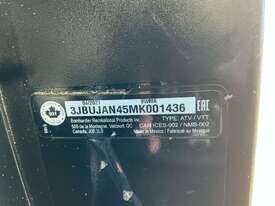 3JBUJAN45MK001436
EAC
Bombardier Recreational Products Inc.
565 de la Montagne, Valcourt, QC
Canada, J0E 2L0
TYPE: ATV / VTT
CAN ICES-002 / NMB-002
Made in Mexico / Fabriqué au Mexique